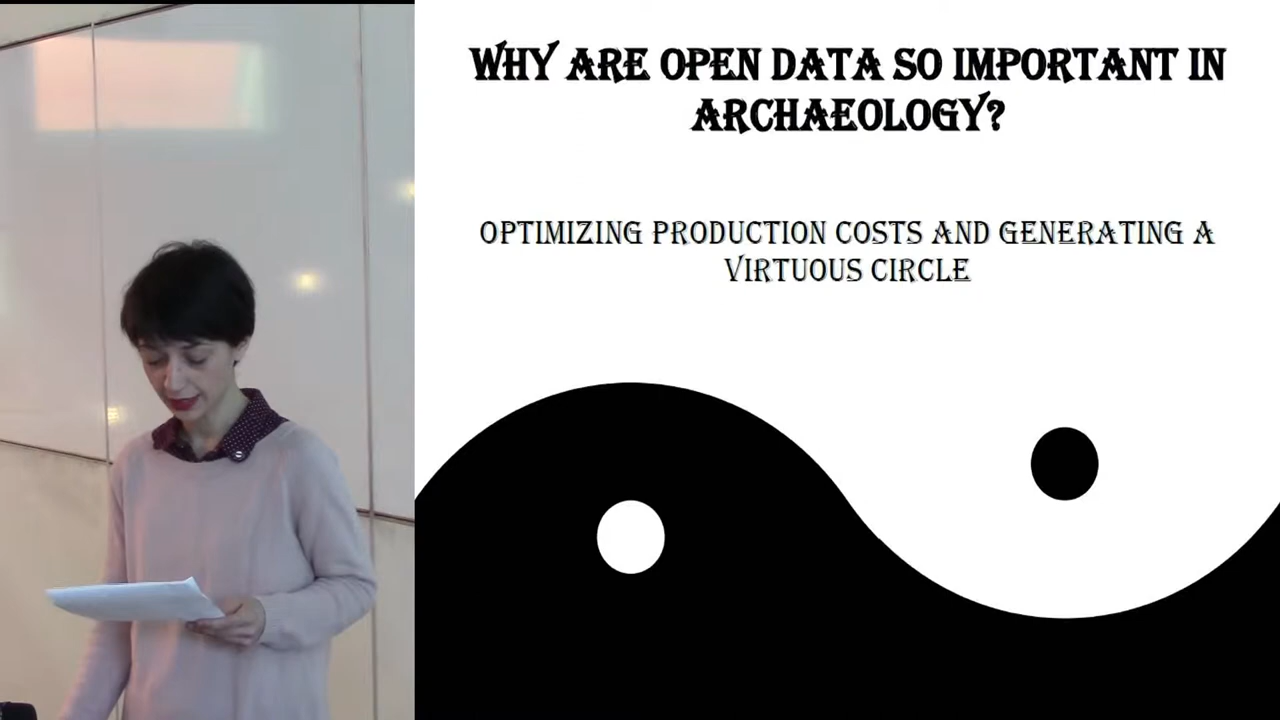 WHY ARE OPEN DATA SO IMPORTANT IN
ARCHAEOLOGY?
OPTIMIZING PRODUCTION COSTS AND GENERATING A
VIRTUOUS CIRCLE